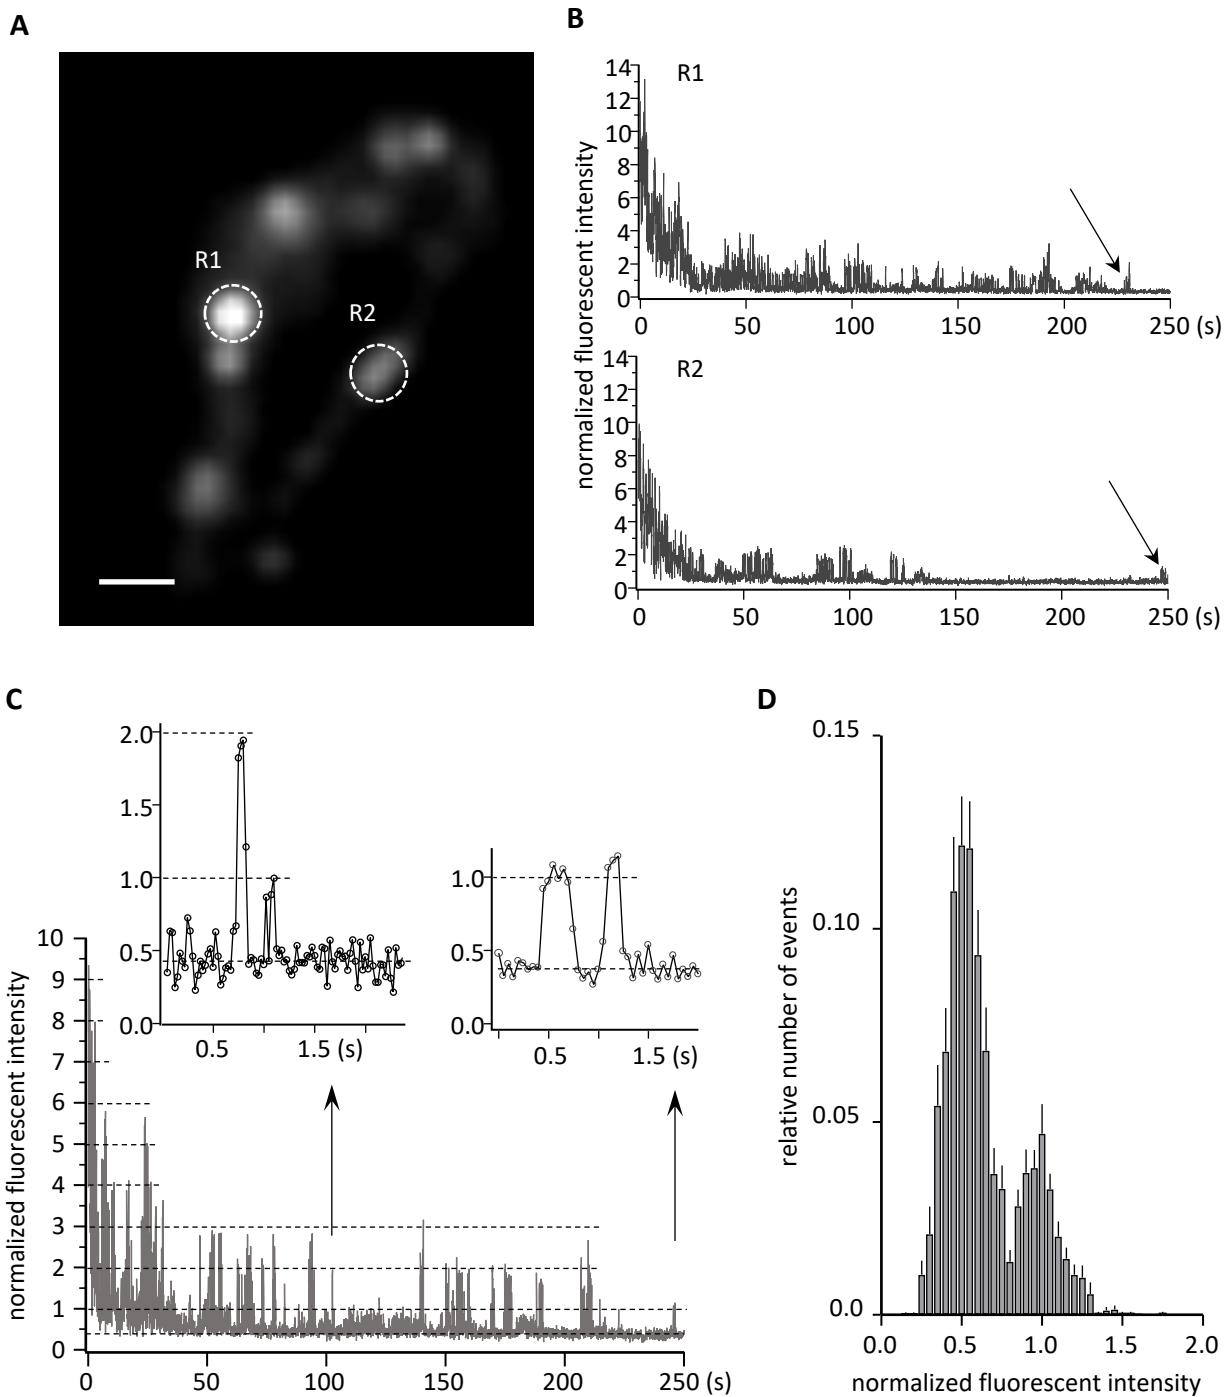 A
R1
R2
B
normalized fluorescent intensity
R1
14
12
10
8
6
4
2
0
0 50 100 150 200 250 (s)
R2
14
12
10
8
6
4
2
0
0 50 100 150 200 250 (s)
C
normalized fluorescent intensity
10
9
8
7
6
5
4
3
2
1
0
0 50 100 150 200 250 (s)
2.0
1.5
1.0
0.5
0.0
0.5 1.5 (s)
1.0
0.5
0.0
0.5 1.5 (s)
D
relative number of events
0.15
0.10
0.05
0.0
0.0 0.5 1.0 1.5 2.0
normalized fluorescent intensity